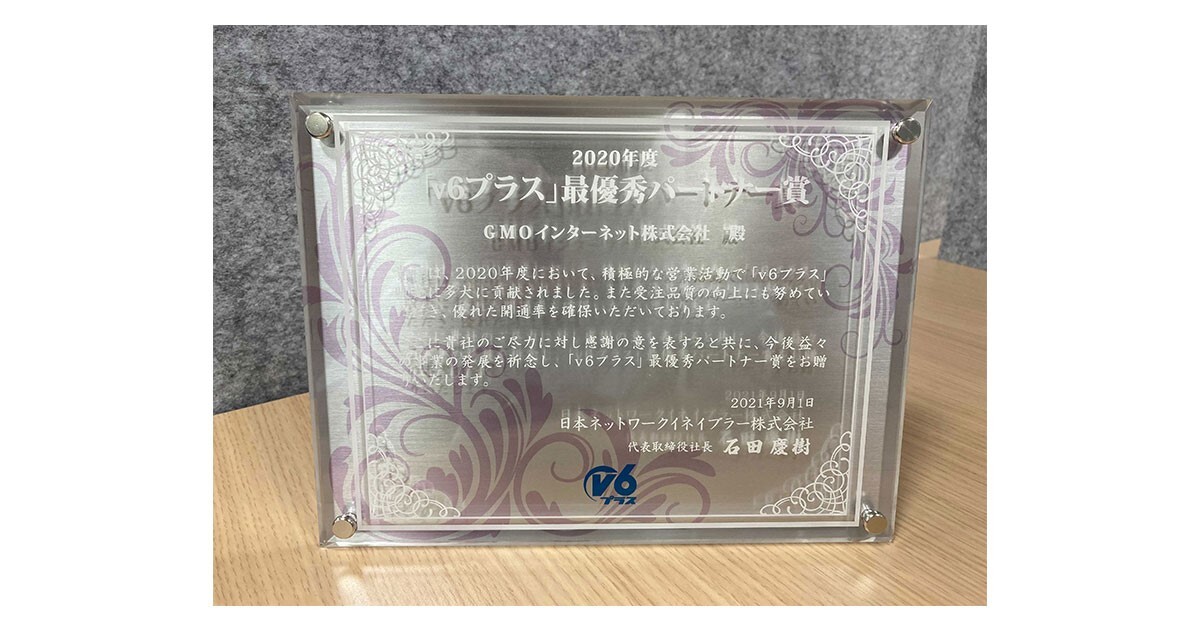 2020年度
「v6プラス」最優秀パートナー賞
GMOインターネット株式会社 殿
は、2020年度において、積極的な営業活動で「v6プラス」
に多大に貢献されました。また受注品質の向上にも努めてい
き、優れた開通率を確保いただいております。
に貴社のご尽力に対し感謝の意を表すると共に、今後益々
の事業の発展を祈念し、「v6プラス」最優秀パートナー賞をお贈
りいたします。
2021年9月1日
日本ネットワークイネイブラー株式会社
代表取締役社長 石田慶樹
v6
プラス